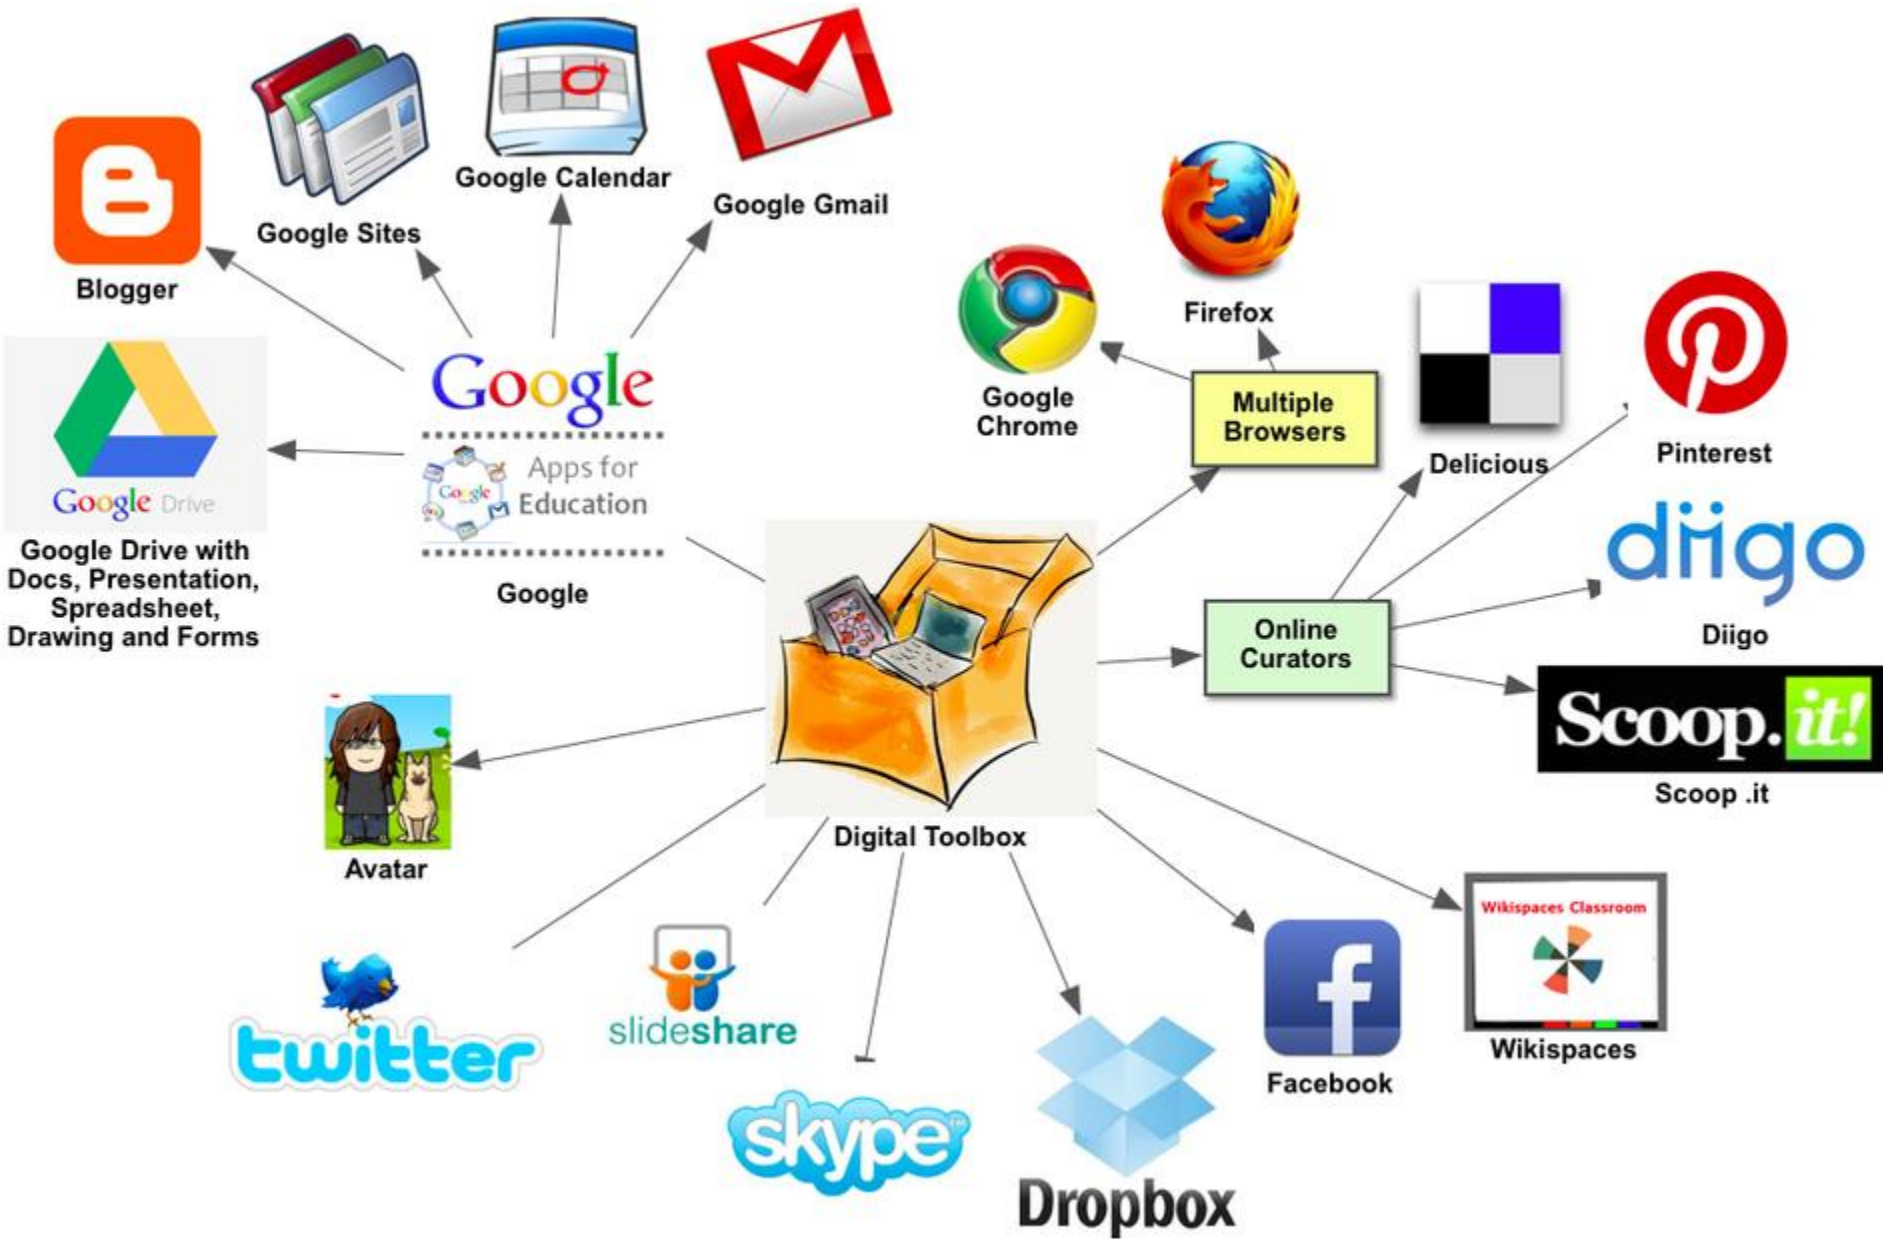 Google Calendar
Google Gmail
Google Sites
Blogger
Google
Apps for
Education
Google
Google
Google Drive
Google Drive with
Docs, Presentation,
Spreadsheet,
Drawing and Forms
Firefox
Google
Chrome
Multiple
Browsers
Delicious
Pinterest
diigo
Diigo
Online
Curators
Scoop.it!
Scoop .it
Digital Toolbox
Avatar
twitter
slideshare
skype
Dropbox
Facebook
Wikispaces Classroom
Wikispaces